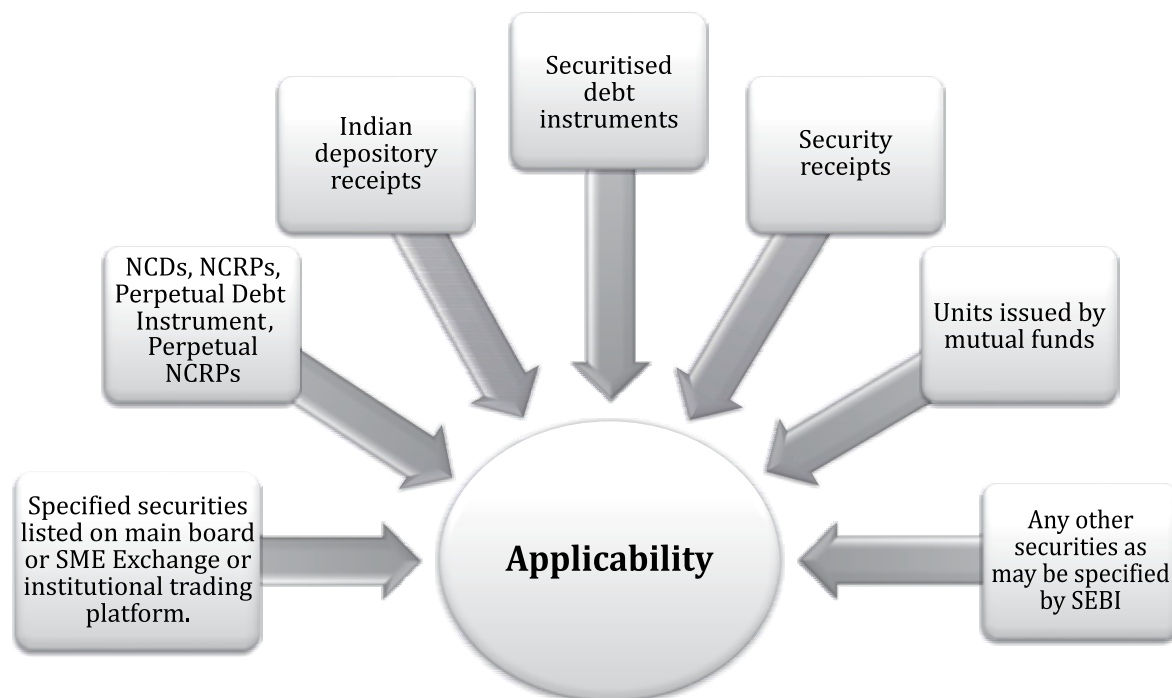 Specified securities
listed on main board
or SME Exchange or
institutional trading
platform.
NCDs, NCRPs,
Perpetual Debt
Instrument,
Perpetual
NCRPs
Indian
depository
receipts
Securitised
debt
instruments
Security
receipts
Units issued by
mutual funds
Any other
securities as
may be specified
by SEBI
Applicability